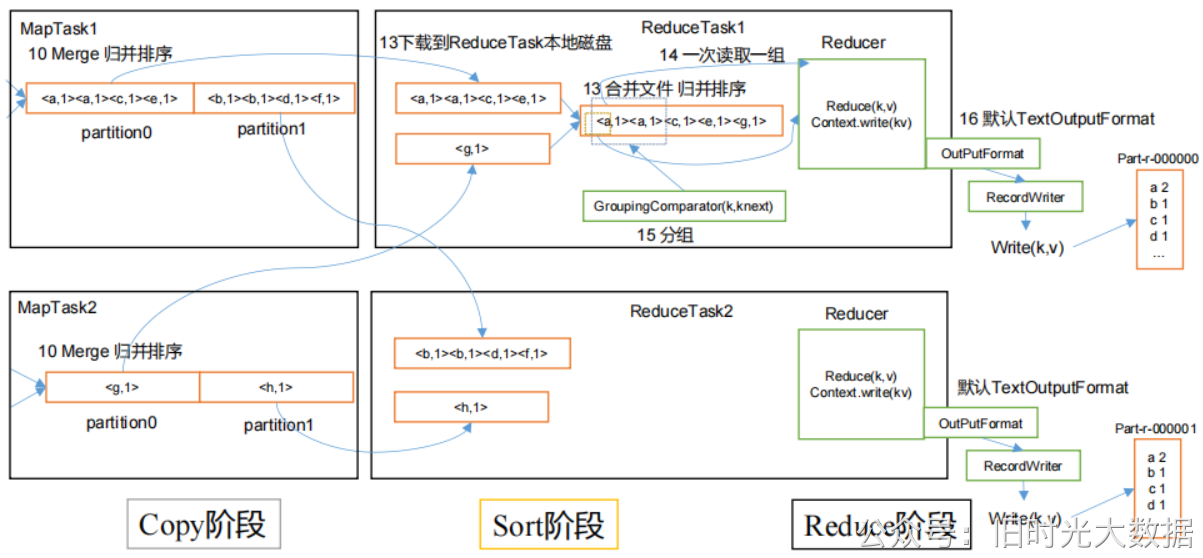 MapTask1
10 Merge 归并排序
<a,1><a,1><c,1><e,1>
<b,1><b,1><d,1><f,1>
partition0
partition1
ReduceTask1
13下载到ReduceTask本地磁盘
14 一次读取一组
Reducer
<a,1><a,1><c,1><e,1>
13 合并文件 归并排序
<a,1><a,1><c,1><e,1><g,1>
<g,1>
Reduce(k,v)
Context.write(kv)
GroupingComparator(k,knext)
15 分组
16 默认TextOutputFormat
OutPutFormat
RecordWriter
Write(k,v)
Part-r-000000
a 2
b 1
c 1
d 1
...
MapTask2
10 Merge 归并排序
<g,1>
<h,1>
partition0
partition1
ReduceTask2
Reducer
<b,1><b,1><d,1><f,1>
<h,1>
Reduce(k,v)
Context.write(kv)
默认TextOutputFormat
OutPutFormat
RecordWriter
Write(k,v)
Part-r-000001
a 2
b 1
c 1
d 1
Copy阶段
Sort阶段
Reduce阶段
公众号：旧时光大数据